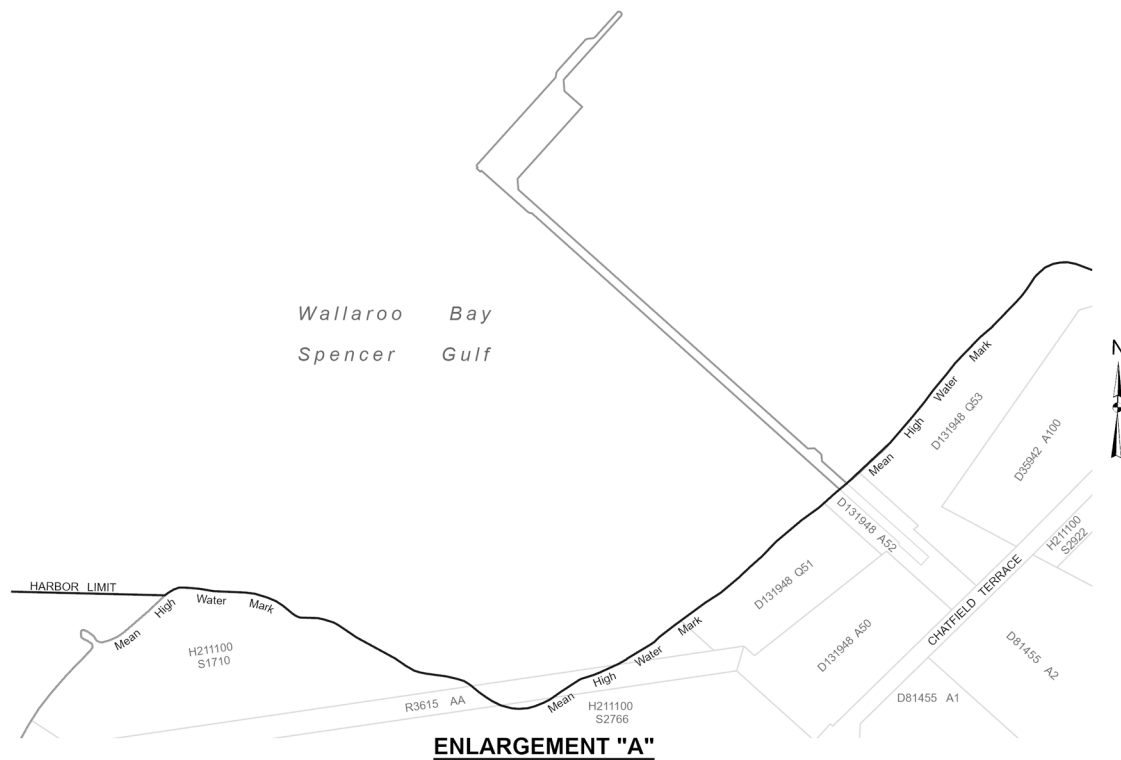 N
Wallaroo Bay
Spencer Gulf
Mean High Water Mark
D131948 Q53
D35942 A100
D131948 A52
H211100
S2922
CHATFIELD TERRACE
HARBOR LIMIT
Mean High Water Mark
D131948 Q51
H211100
S1710
D131948 A50
D81455 A2
R3615 AA
Mean High Water Mark
H211100
S2766
D81455 A1
ENLARGEMENT "A"